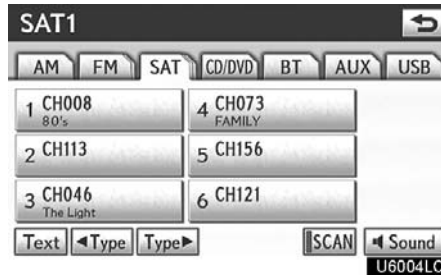 SAT1
AM FM SAT CD/DVD BT AUX USB
1 CH008 4 CH073
80's FAMILY
2 CH113 5 CH156
3 CH046 6 CH121
The Light
Text ◄Type Type► SCAN Sound
U6004LC